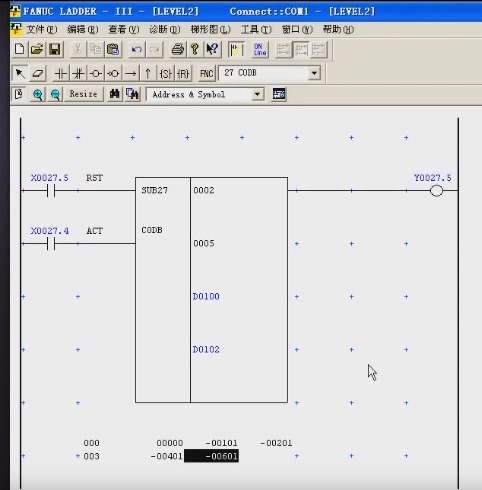 FANUC LADDER - III - [LEVEL2] Connect::COM1 - [LEVEL2]
文件(F) 编辑(E) 查看(V) 诊断(D) 梯形图(L) 工具(T) 窗口(W) 帮助(H)
ON Line
(S) (R) FNC 27 CODB
Resize Address & Symbol
X0027.5 RST Y0027.5
SUB27 0002
X0027.4 ACT CODB
0005
D0100
D0102
000 00000 -00101 -00201
003 -00401 -00601